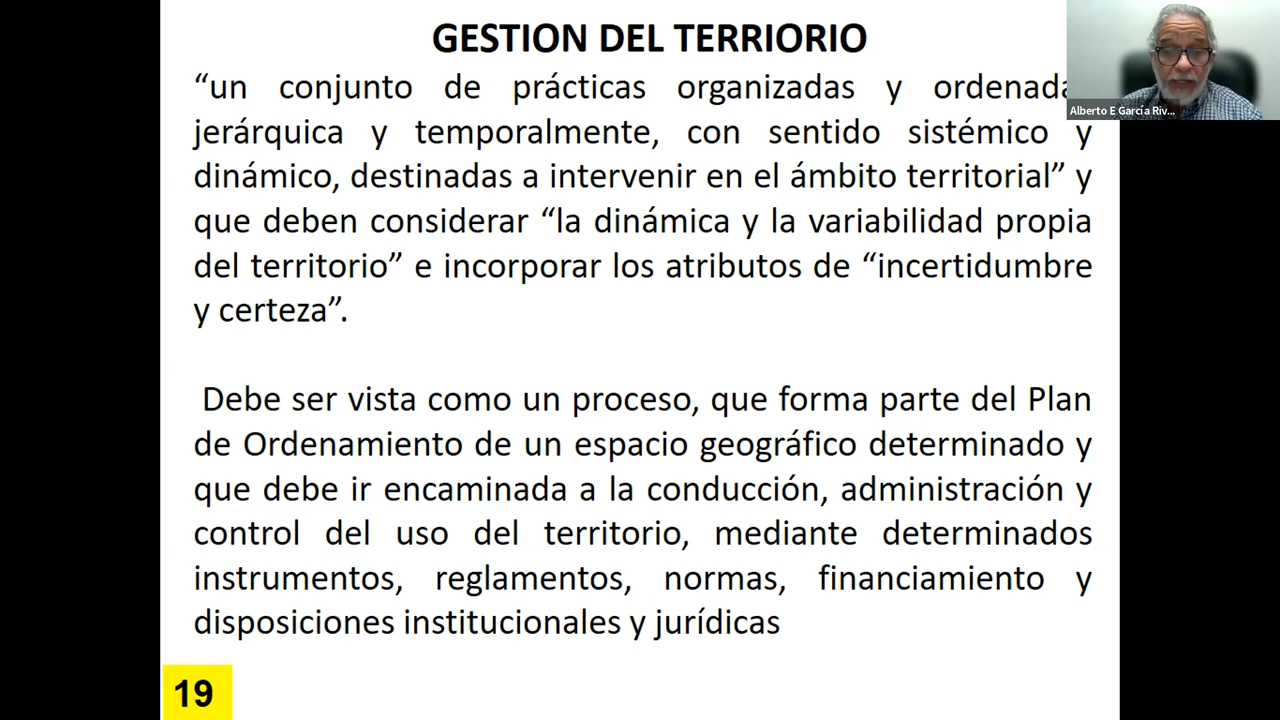 GESTION DEL TERRIORIO
“un conjunto de prácticas organizadas y
jerárquica y temporalmente, con sentido sistémico y
dinámico, destinadas a intervenir en el ámbito territorial” y
que deben considerar “la dinámica y la variabilidad propia
del territorio” e incorporar los atributos de “incertidumbre
y certeza”.
Debe ser vista como un proceso, que forma parte del Plan
de Ordenamiento de un espacio geográfico determinado y
que debe ir encaminada a la conducción, administración y
control del uso del territorio, mediante determinados
instrumentos, reglamentos, normas, financiamiento y
disposiciones institucionales y jurídicas
19
Alberto E García Riv...